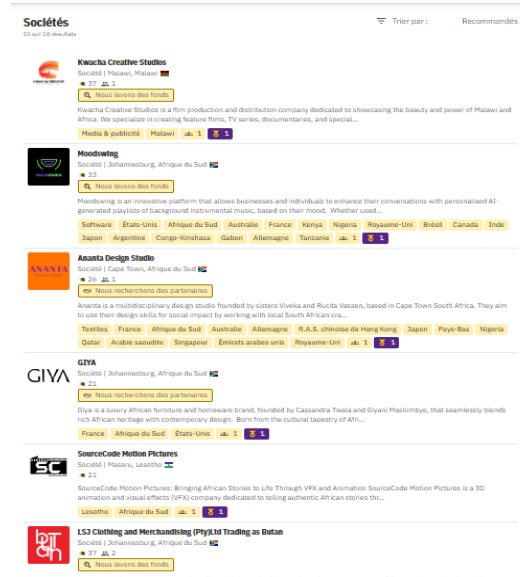 Sociétés
Trier par :
Recommandés
Kwacha Creative Studios
Société | Malawi, Malawi
37 1
Nous levons des fonds
Kwacha Creative Studios is a film production and distribution company dedicated to showcasing the beauty and power of Malawi and
Africa. We specialize in creating feature films, TV series, documentaries, and special...
Media & publicité Malawi 1 1
Moodswing
Société | Johannesburg, Afrique du Sud
33
Nous levons des fonds
Moodswing is an innovative platform that allows businesses and individuals to enhance their conversations with personalised AI-
generated playlists of background instrumental music, based on their mood. Whether used...
Software États-Unis Afrique du Sud Australie France Kenya Nigeria Royaume-Uni Brésil Canada Inde
Japon Argentine Congo-Kinshasa Gabon Allemagne Tanzanie 1 1
ANANTA
Ananta Design Studio
Société | Cape Town, Afrique du Sud
26 1
Nous recherchons des partenaires
Ananta is a multidisciplinary design studio founded by sisters Viveka and Rucita Vassen, based in Cape Town South Africa. They aim
to use their design skills for social impact by working with local South African cra...
Textiles France Afrique du Sud Australie Allemagne R.A.S. chinoise de Hong Kong Japon Pays-Bas Nigeria
Qatar Arabie saoudite Singapour Émirats arabes unis Royaume-Uni 1 1
GIYA
GIYA
Société | Johannesburg, Afrique du Sud
21
Nous recherchons des partenaires
Giya is a luxury African furniture and homeware brand, founded by Cassandra Twala and Giyani Mashimbye, that seamlessly blends
rich African heritage with contemporary design. Born from the cultural tapestry of Afri...
France Afrique du Sud États-Unis 1 1
SC
SourceCode Motion Pictures
Société | Maseru, Lesotho
21
SourceCode Motion Pictures: Bringing African Stories to Life Through VFX and Animation SourceCode Motion Pictures is a 3D
animation and visual effects (VFX) company dedicated to telling authentic African stories thr...
Lesotho Afrique du Sud 1 1
LSJ Clothing and Merchandising (Pty)Ltd Trading as Butan
Société | Johannesburg, Afrique du Sud
37 2
Nous levons des fonds